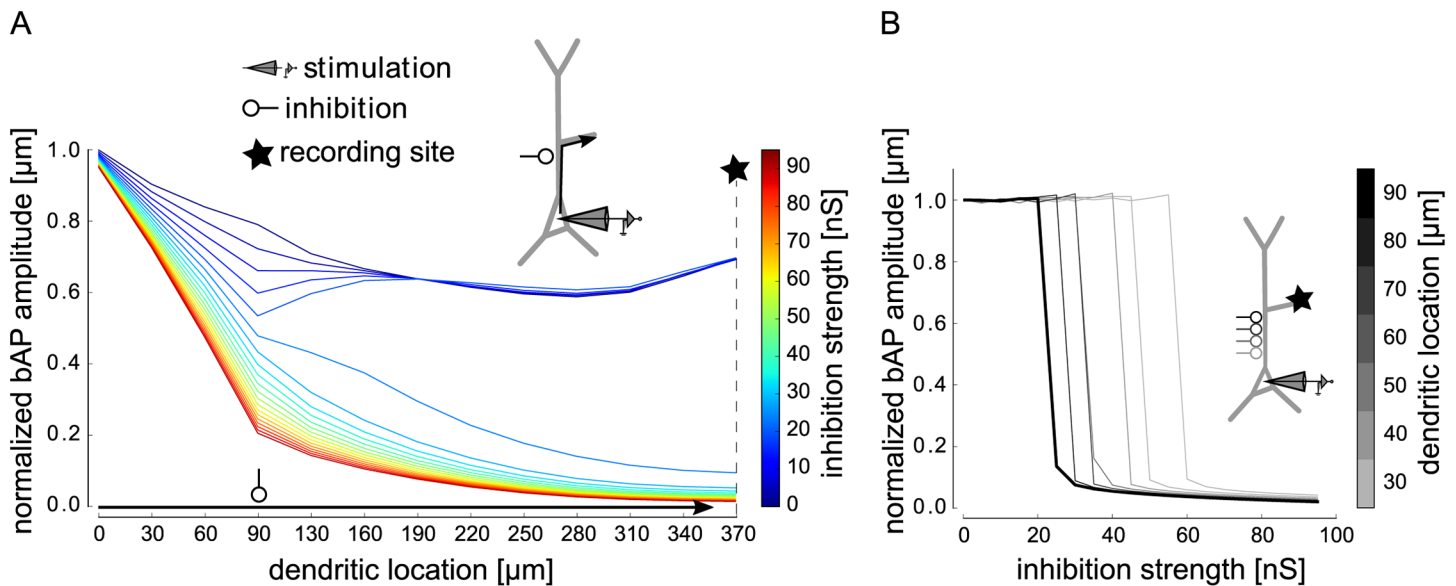 A
stimulation
inhibition
recording site
normalized bAP amplitude [µm]
1.0
0.8
0.6
0.4
0.2
0.0
0 30 60 90 130 160 190 220 250 280 310 340 370
dendritic location [µm]
90
80
70
60
50
40
30
20
10
0
inhibition strength [nS]
B
normalized bAP amplitude [µm]
1.0
0.8
0.6
0.4
0.2
0.0
0 20 40 60 80 100
inhibition strength [nS]
90
80
70
60
50
40
30
dendritic location [µm]